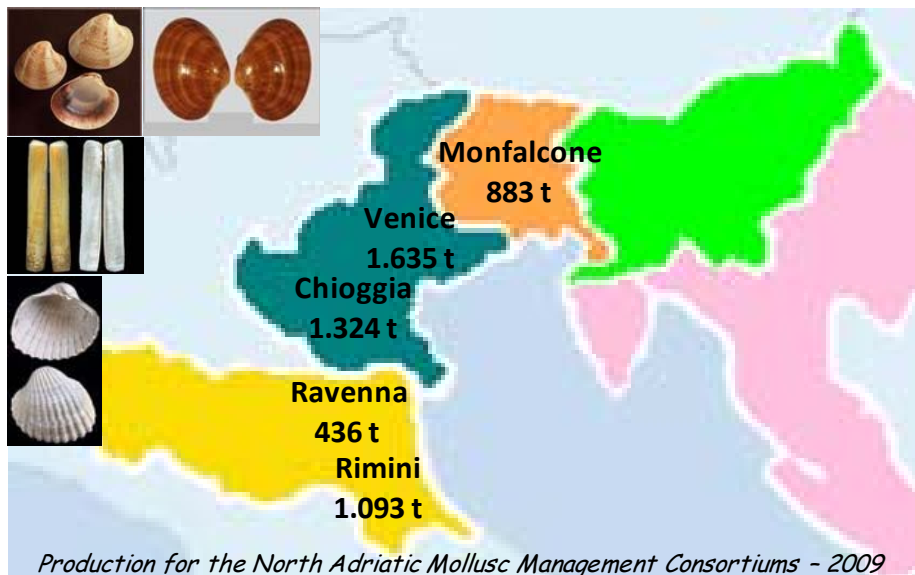 Monfalcone
883 t
Venice
1.635 t
Chioggia
1.324 t
Ravenna
436 t
Rimini
1.093 t
Production for the North Adriatic Mollusc Management Consortiums – 2009